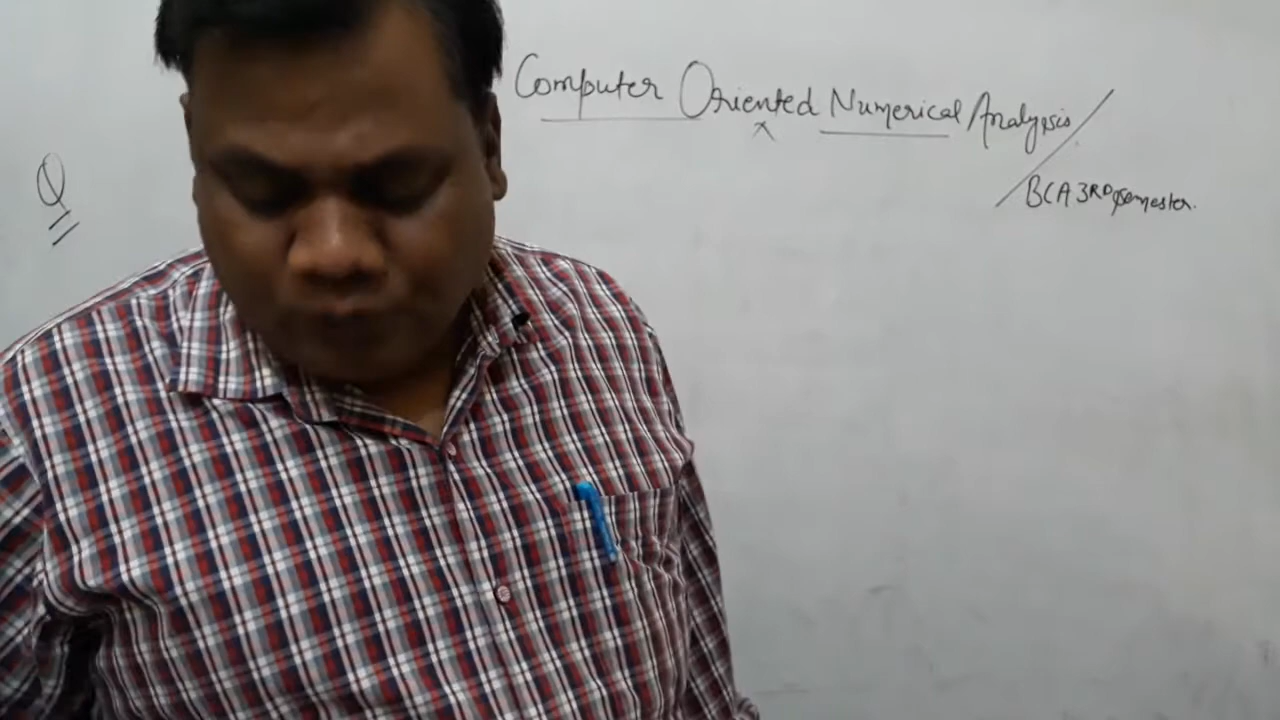 Computer Oriented Numerical Analysis
BCA 3RD semester.
Q